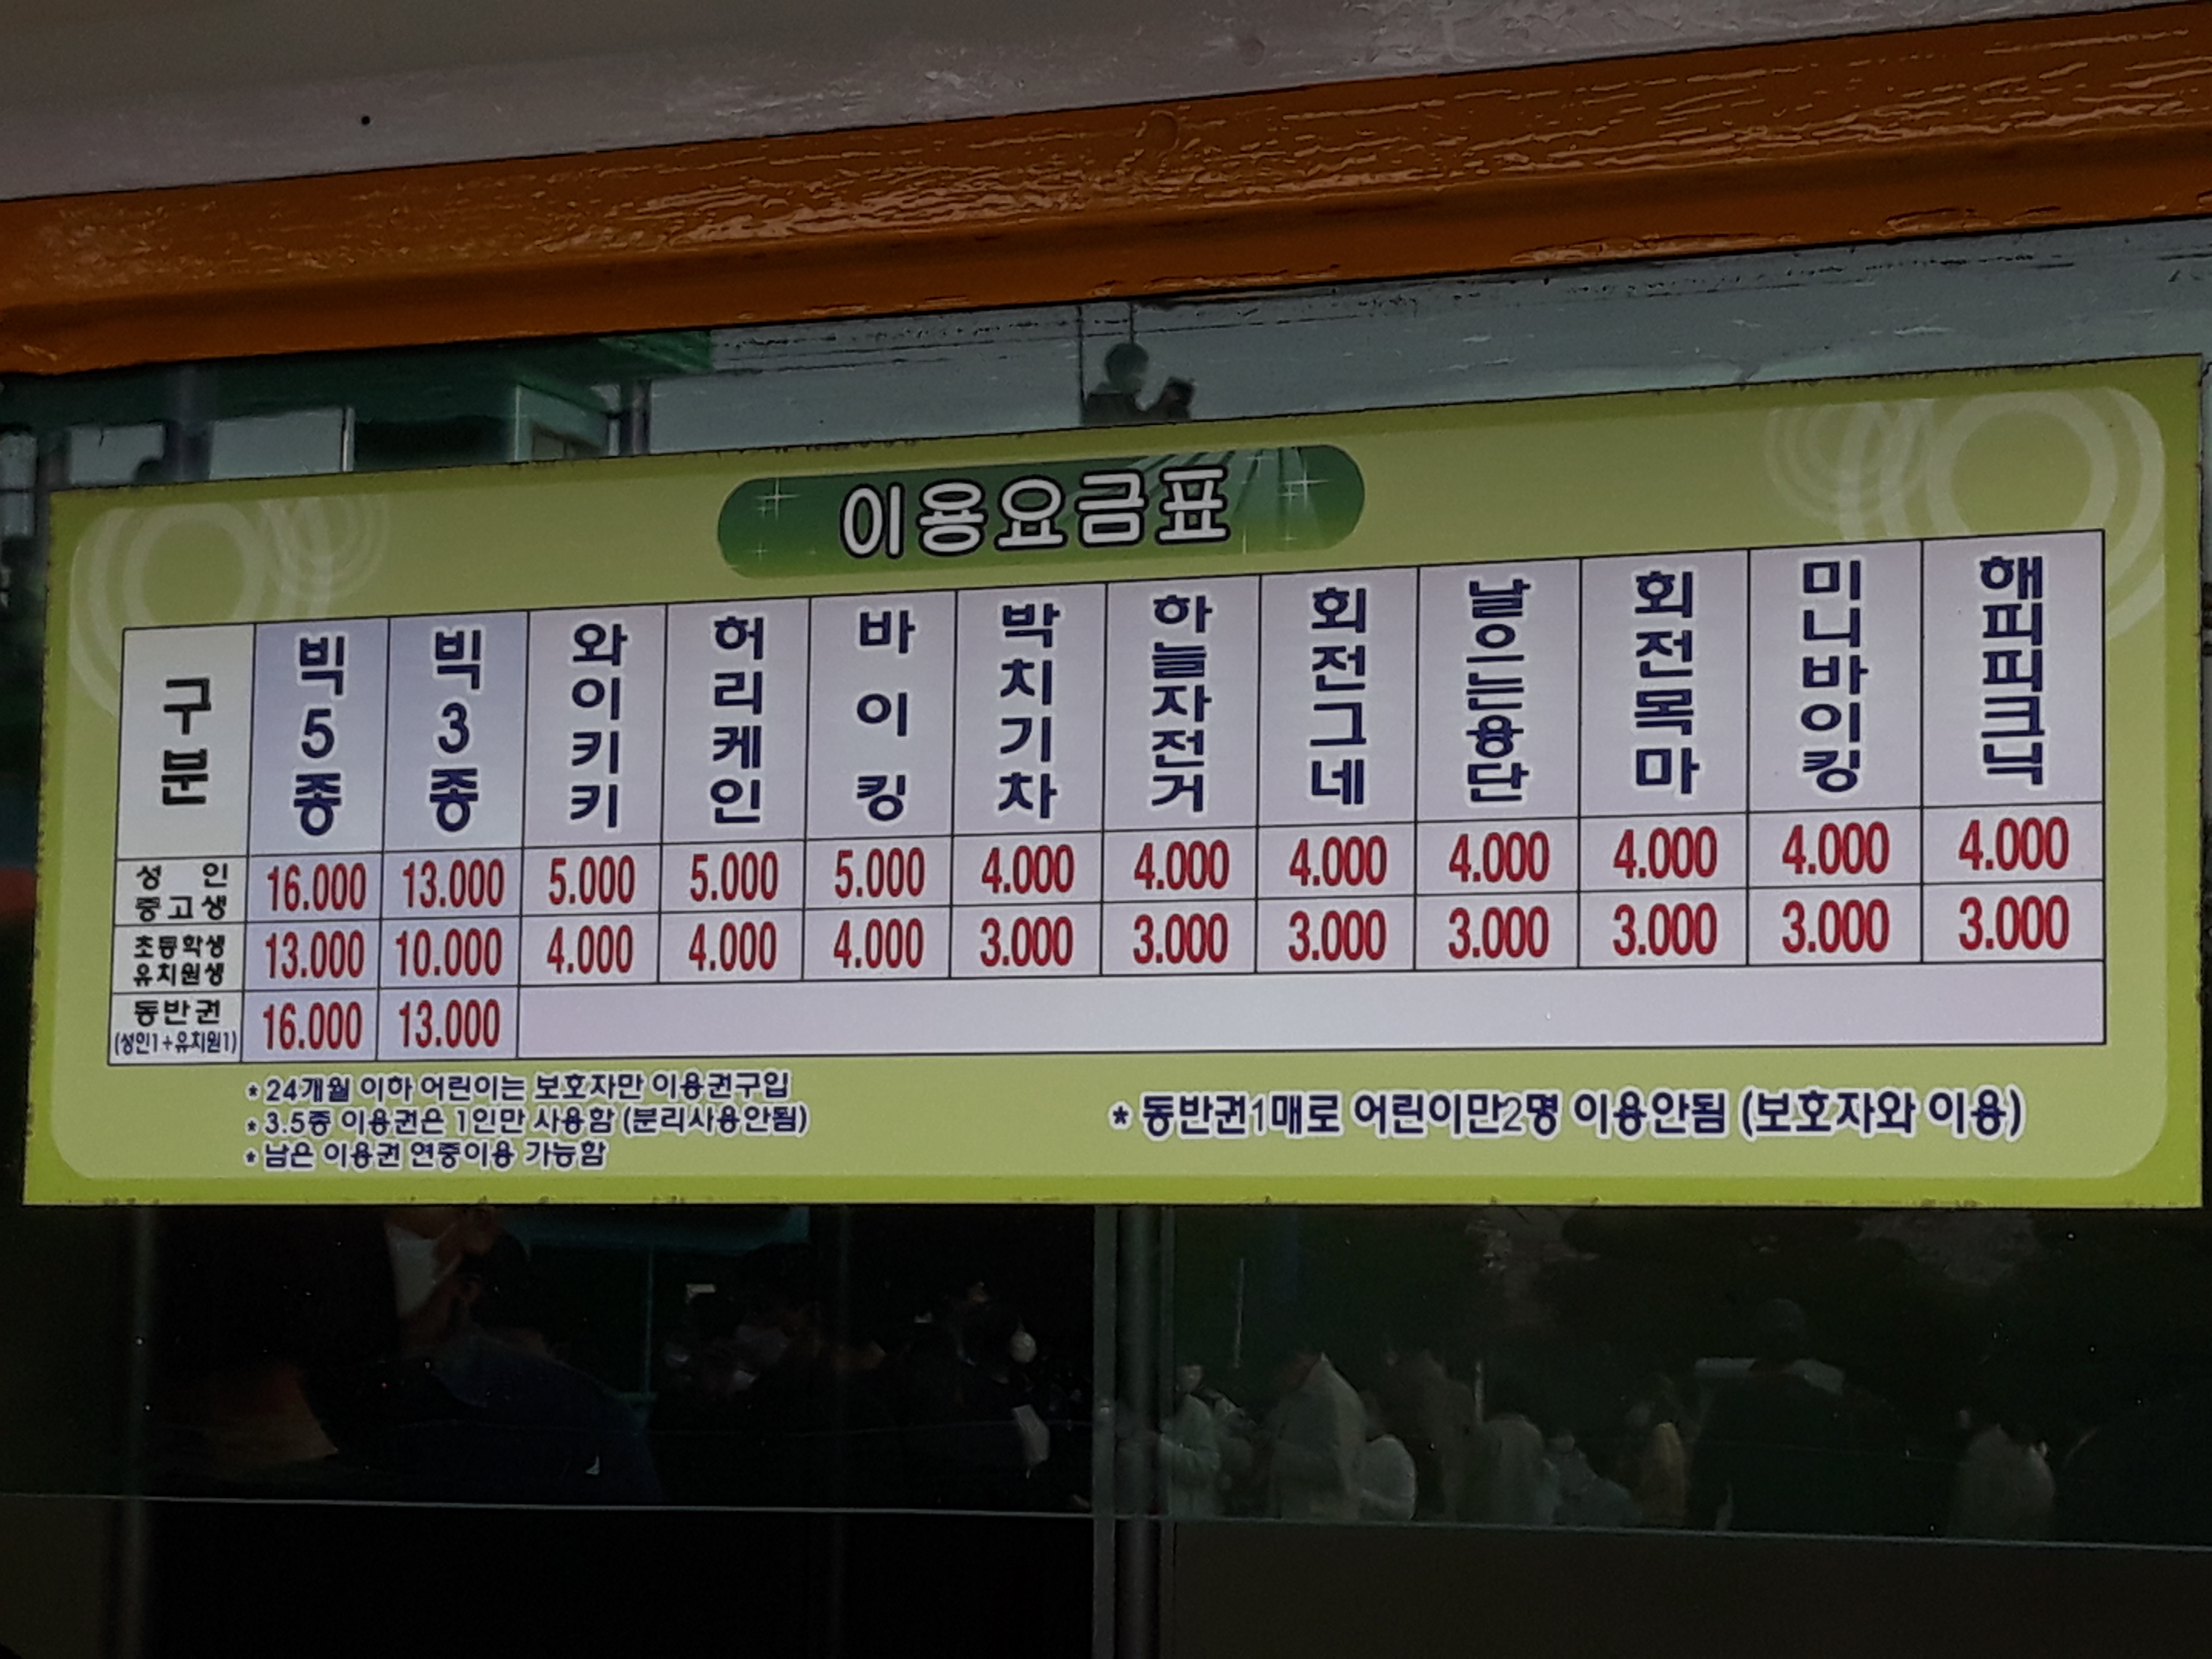 이용요금표
구분 빅5종 빅3종 와이키키 허리케인 바이킹 박치기차 하늘자전거 회전그네 날으는융단 회전목마 미니바이킹 해피피크닉
성 인 중고생 16.000 13.000 5.000 5.000 5.000 4.000 4.000 4.000 4.000 4.000 4.000 4.000
초등학생 유치원생 13.000 10.000 4.000 4.000 4.000 3.000 3.000 3.000 3.000 3.000 3.000 3.000
동반권 (성인1+유치원1) 16.000 13.000
* 24개월 이하 어린이는 보호자만 이용권구입
* 3.5종 이용권은 1인만 사용함 (분리사용안됨)
* 남은 이용권 연중이용 가능함
* 동반권1매로 어린이만2명 이용안됨 (보호자와 이용)